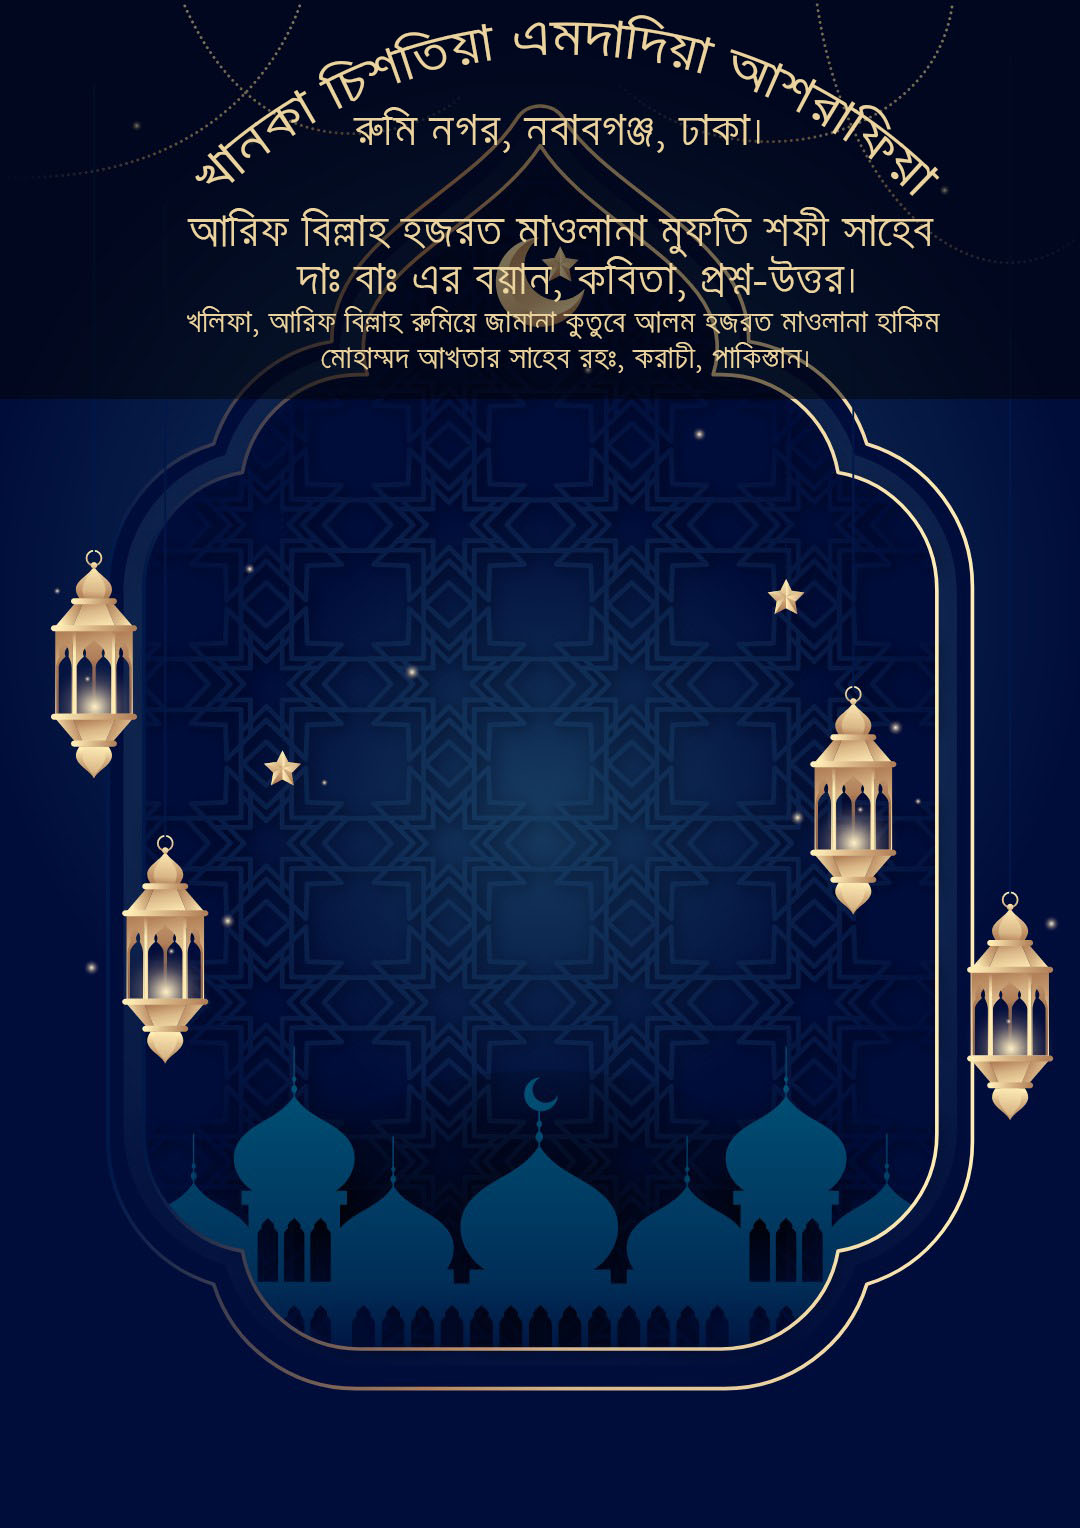 খানকা চিশতিয়া এমদাদিয়া আশরাফিয়া
রুমি নগর, নবাবগঞ্জ, ঢাকা।
আরিফ বিল্লাহ হজরত মাওলানা মুফতি শফী সাহেব
দাঃ বাঃ এর বয়ান, কবিতা, প্রশ্ন-উত্তর।
খলিফা, আরিফ বিল্লাহ রুমিয়ে জামানা কুতুবে আলম হজরত মাওলানা হাকিম
মোহাম্মদ আখতার সাহেব রহঃ, করাচী, পাকিস্তান।